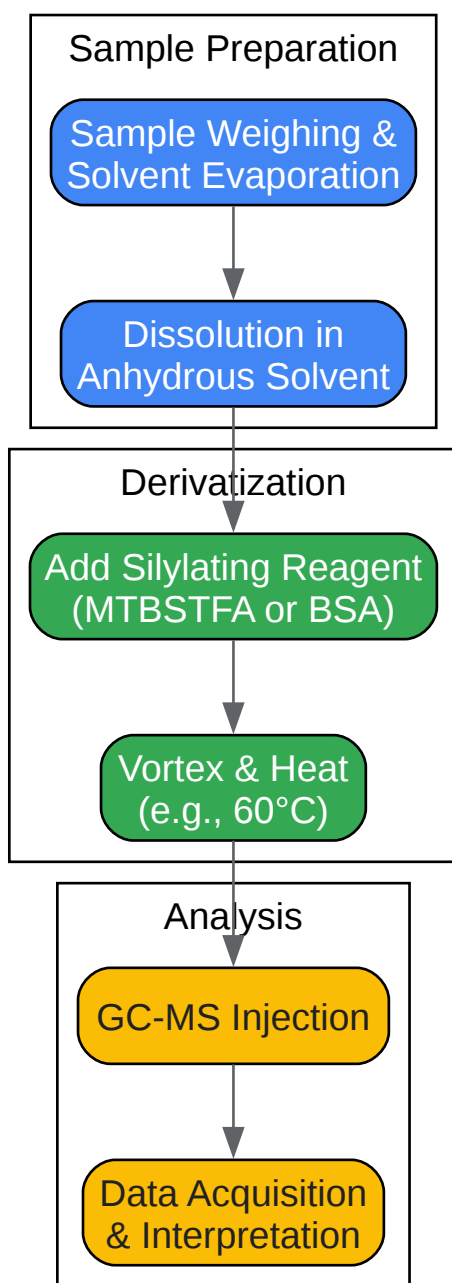 Sample Preparation
Sample Weighing &
Solvent Evaporation
Dissolution in
Anhydrous Solvent
Derivatization
Add Silylating Reagent
(MTBSTFA or BSA)
Vortex & Heat
(e.g., 60°C)
Analysis
GC-MS Injection
Data Acquisition
& Interpretation